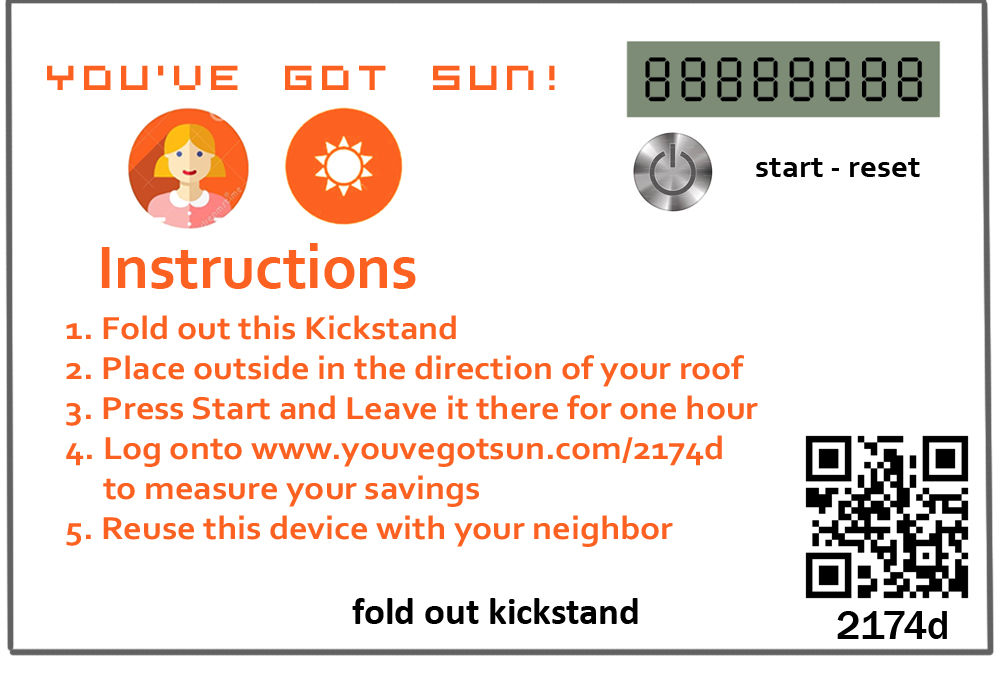 YOU'VE GOT SUN!
88888888
start - reset
Instructions
1. Fold out this Kickstand
2. Place outside in the direction of your roof
3. Press Start and Leave it there for one hour
4. Log onto www.youvegotsun.com/2174d
to measure your savings
5. Reuse this device with your neighbor
fold out kickstand
2174d